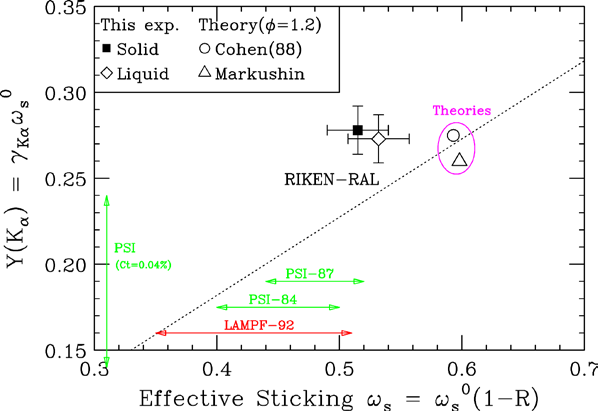 This exp. Theory(ϕ=1.2)
Solid Cohen(88)
Liquid Markushin
0.35
0.30
0.25
0.20
0.15
Y(Kα) = γKαωs⁰
Theories
RIKEN-RAL
PSI
(Ct=0.04%)
PSI-87
PSI-84
LAMPF-92
0.3 0.4 0.5 0.6 0.7
Effective Sticking ωs = ωs⁰(1-R)